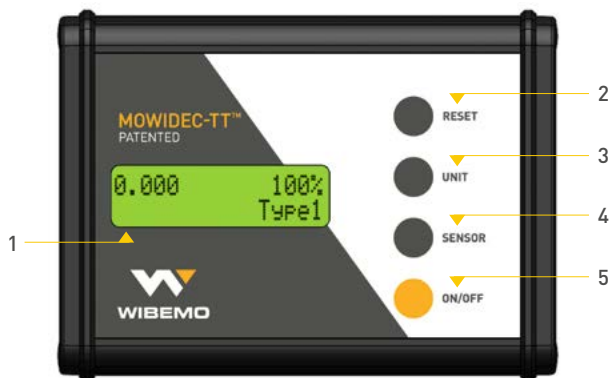 MOWIDEC-TT™
PATENTED
0.000 100%
Type1
WIBEMO
RESET
UNIT
SENSOR
ON/OFF
1
2
3
4
5